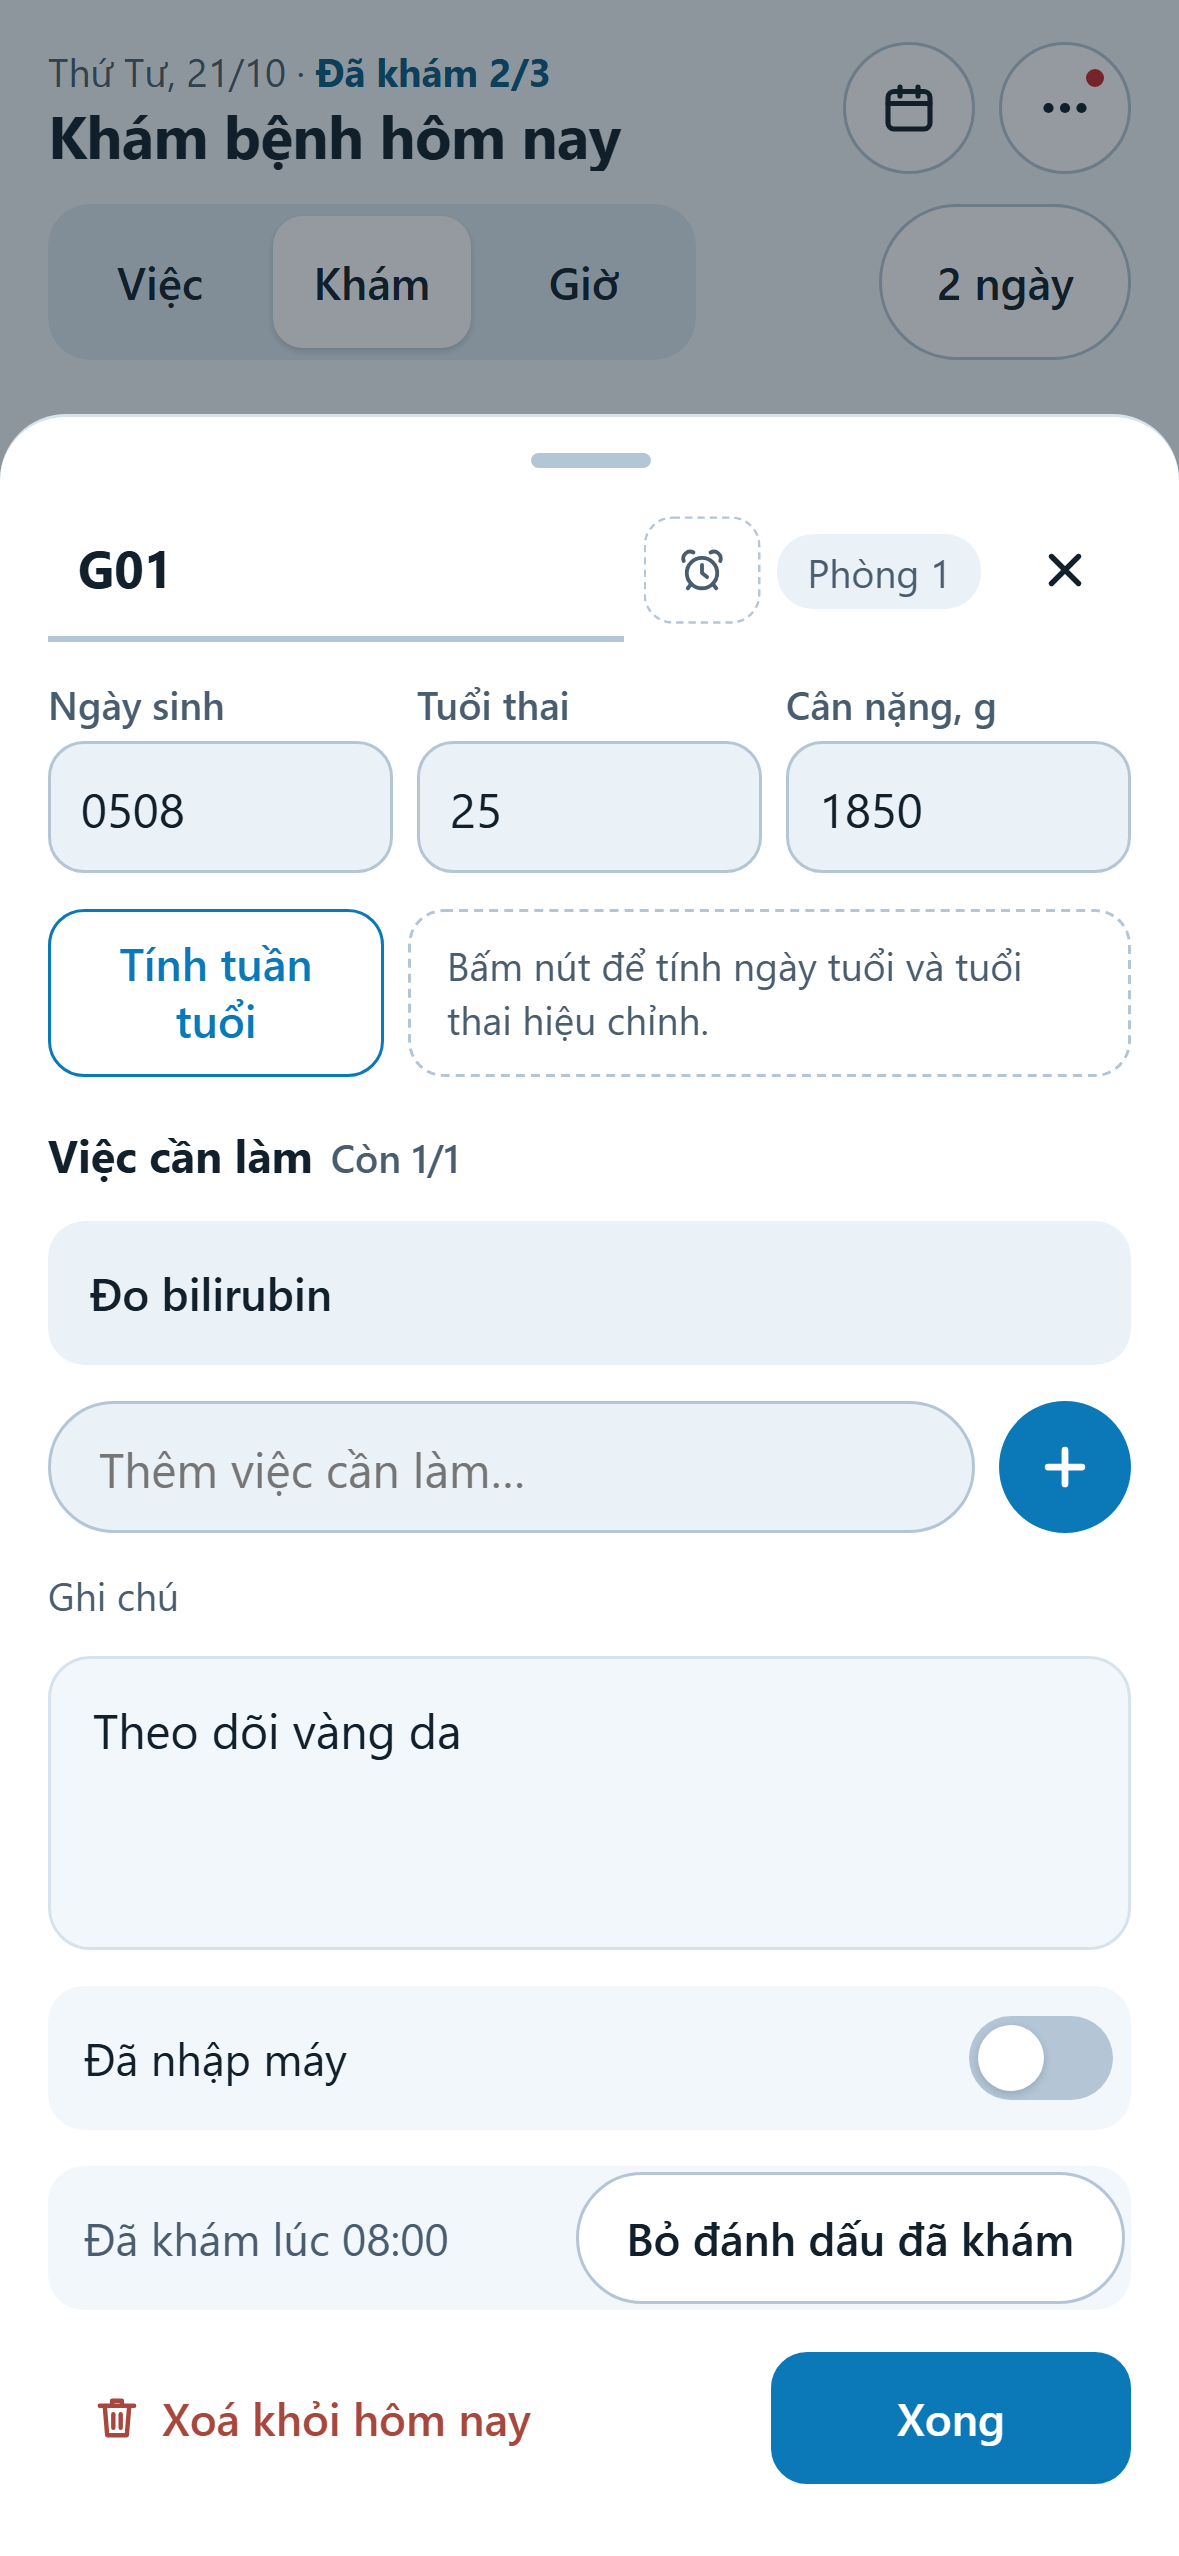 Thứ Tư, 21/10 · Đã khám 2/3
Khám bệnh hôm nay
Việc
Khám
Giờ
2 ngày
G01
Phòng 1
Ngày sinh
Tuổi thai
Cân nặng, g
0508
25
1850
Tính tuần
tuổi
Bấm nút để tính ngày tuổi và tuổi
thai hiệu chỉnh.
Việc cần làm Còn 1/1
Đo bilirubin
Thêm việc cần làm...
Ghi chú
Theo dõi vàng da
Đã nhập máy
Đã khám lúc 08:00
Bỏ đánh dấu đã khám
Xoá khỏi hôm nay
Xong